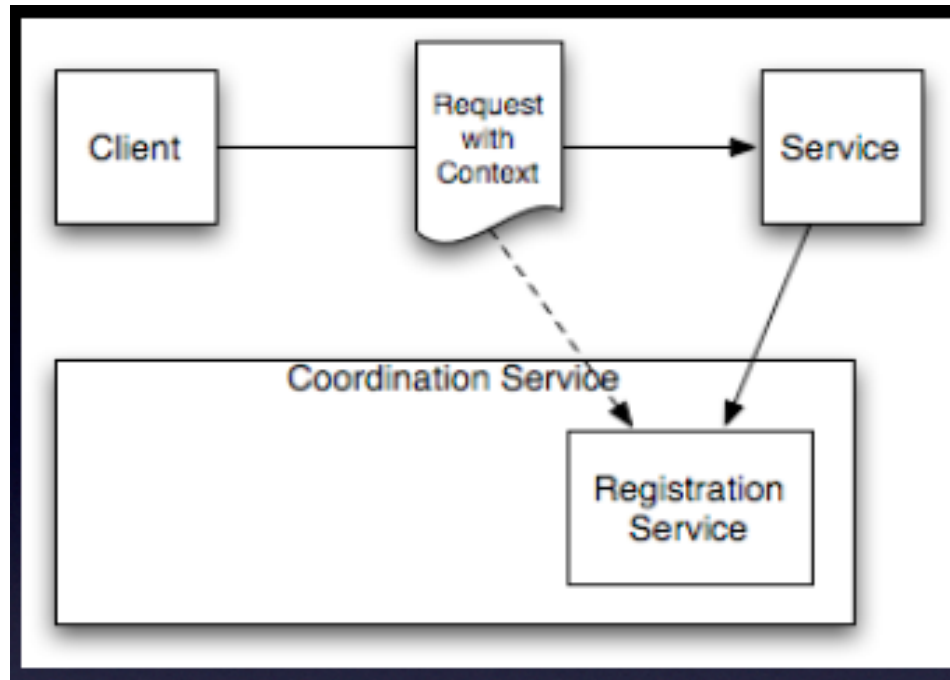 Client
Request
with
Context
Service
Coordination Service
Registration
Service